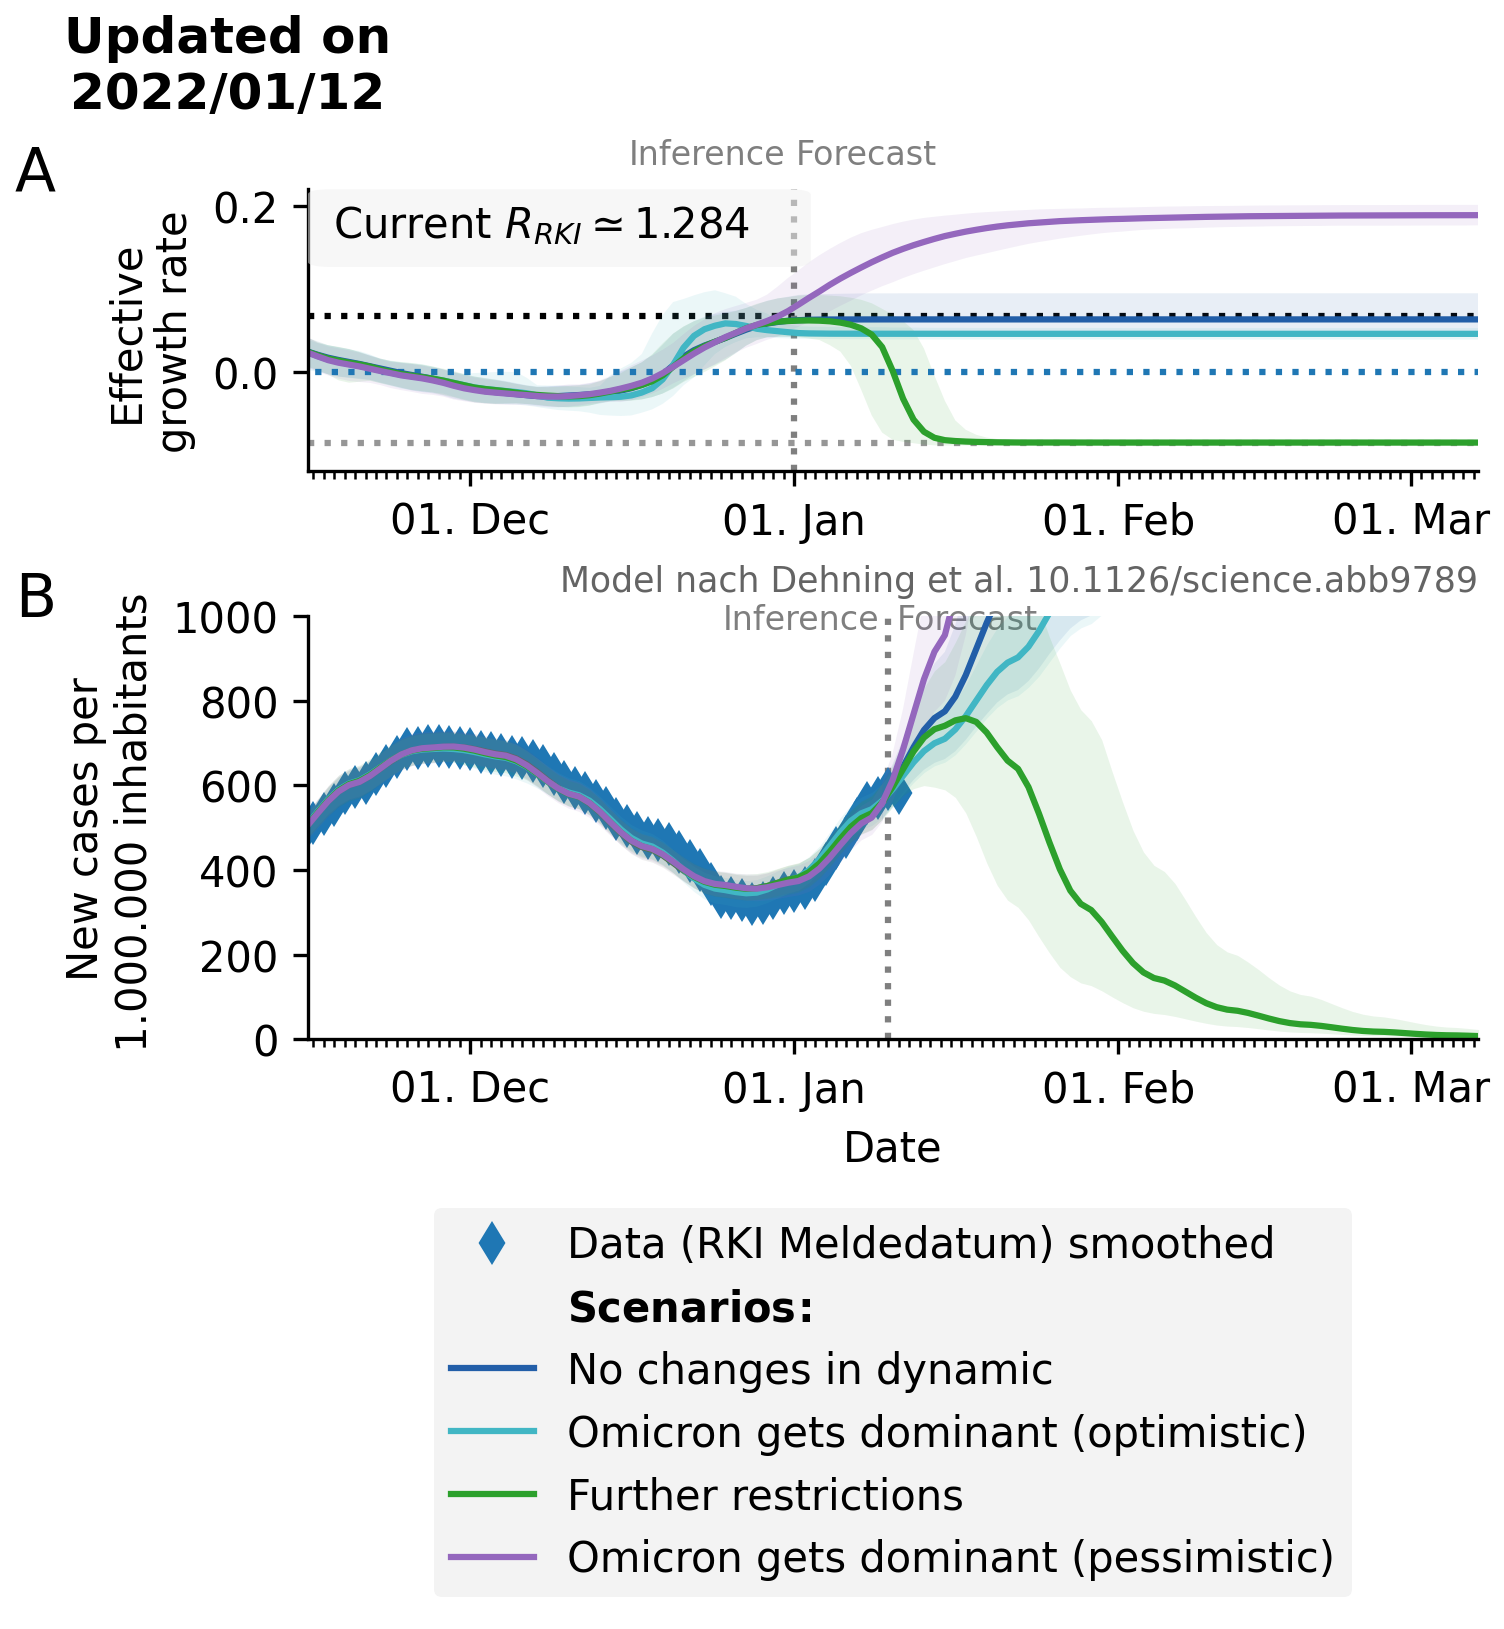 Updated on
2022/01/12
A
Inference Forecast
Current R_RKI ≃ 1.284
Effective
growth rate
0.2
0.0
01. Dec
01. Jan
01. Feb
01. Mar
B
Model nach Dehning et al. 10.1126/science.abb9789
Inference Forecast
New cases per
1.000.000 inhabitants
1000
800
600
400
200
0
01. Dec
01. Jan
01. Feb
01. Mar
Date
Data (RKI Meldedatum) smoothed
Scenarios:
No changes in dynamic
Omicron gets dominant (optimistic)
Further restrictions
Omicron gets dominant (pessimistic)